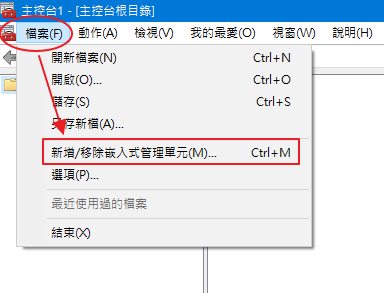 主控台1 - [主控台根目錄]
檔案(F) 動作(A) 檢視(V) 我的最愛(O) 視窗(W) 說明(H)
開新檔案(N) Ctrl+N
開啟(O)... Ctrl+O
儲存(S) Ctrl+S
另存新檔(A)...
新增/移除嵌入式管理單元(M)... Ctrl+M
選項(P)...
最近使用過的檔案
結束(X)